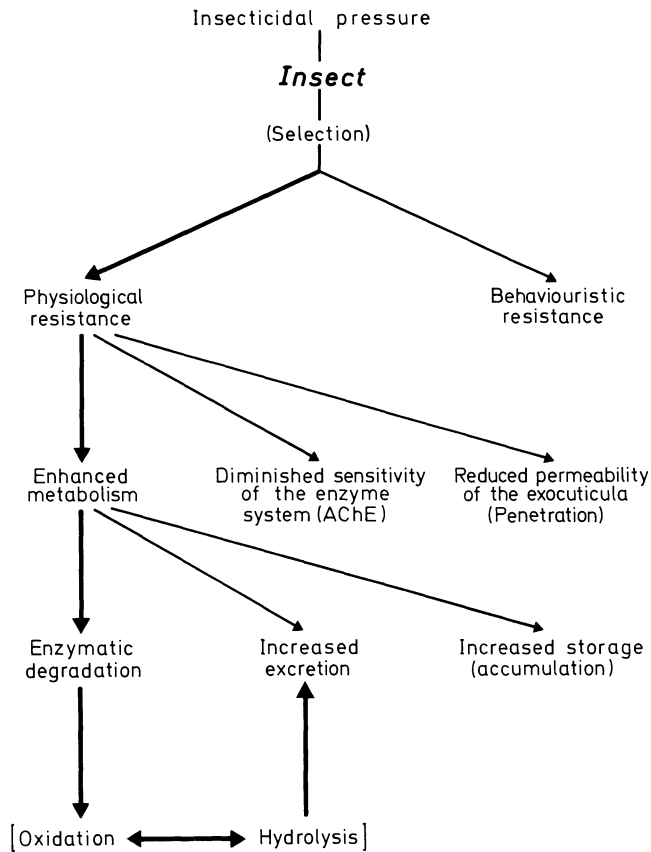 Insecticidal pressure
Insect
(Selection)
Physiological
resistance
Behaviouristic
resistance
Enhanced
metabolism
Diminished sensitivity
of the enzyme
system (AChE)
Reduced permeability
of the exocuticula
(Penetration)
Enzymatic
degradation
Increased
excretion
Increased storage
(accumulation)
[Oxidation
Hydrolysis]